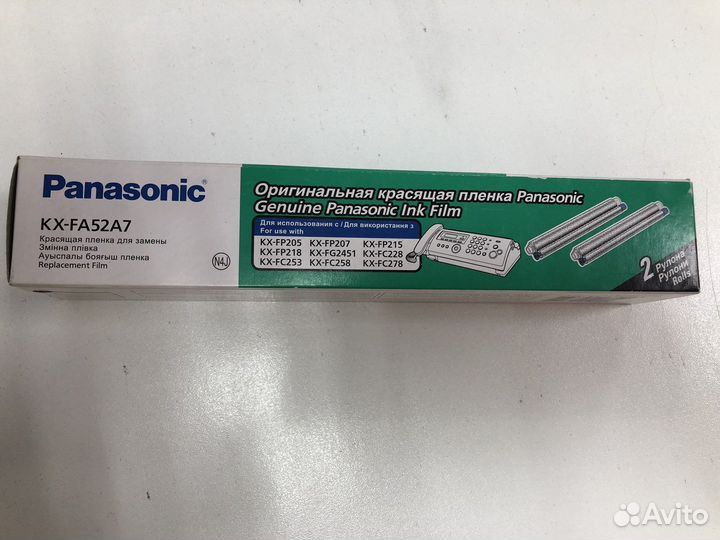 Panasonic®
KX-FA52A7
Красящая пленка для замены
Змінна плівка
Ауыспалы бояғыш пленка
Replacement Film
N4J
Оригинальная красящая пленка Panasonic
Genuine Panasonic Ink Film
Для использования с / Для використання з
For use with
KX-FP205 KX-FP207 KX-FP215
KX-FP218 KX-FG2451 KX-FC228
KX-FC253 KX-FC258 KX-FC278
2 Рулона
Рулони
Rolls
Avito